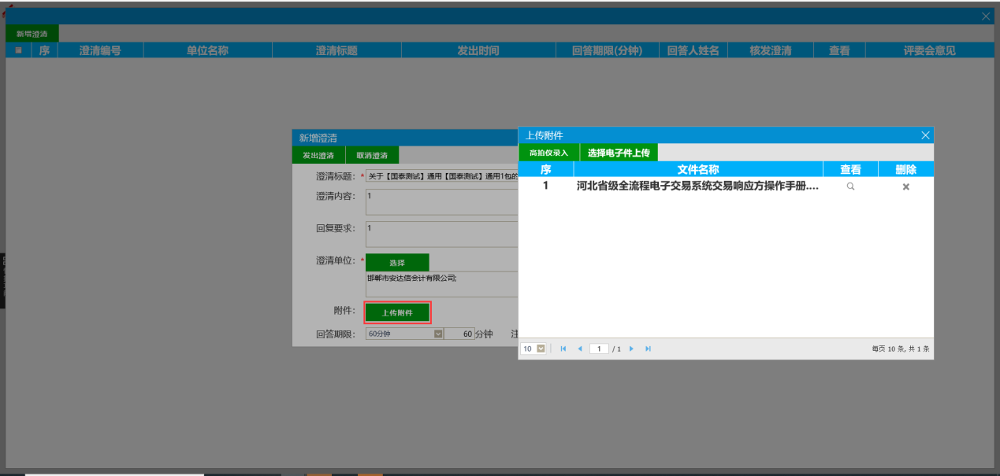 新增澄清
序 澄清编号 单位名称 澄清标题 发出时间 回答期限(分钟) 回答人姓名 核发澄清 查看 评委会意见
新增澄清
发出澄清 取消澄清
澄清标题: * 关于【国泰测试】通用【国泰测试】通用1包的
澄清内容: 1
回复要求: 1
澄清单位: * 选择
邯郸市安达信会计有限公司;
附件: 上传附件
回答期限: 60分钟 60 分钟 注
上传附件
高拍仪录入 选择电子件上传
序 文件名称 查看 删除
1 河北省级全流程电子交易系统交易响应方操作手册....
10 1 / 1 每页 10 条, 共 1 条